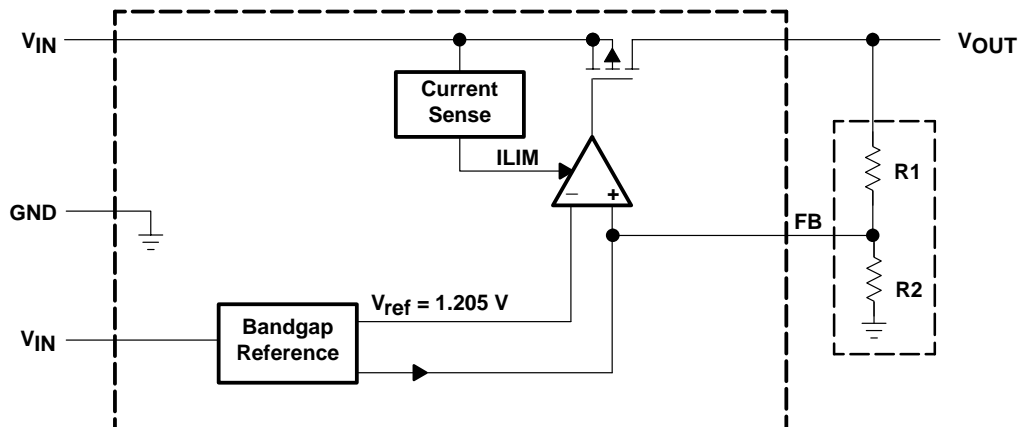 VIN
VOUT
Current
Sense
ILIM
R1
− +
GND
FB
R2
Vref = 1.205 V
Bandgap
Reference
VIN